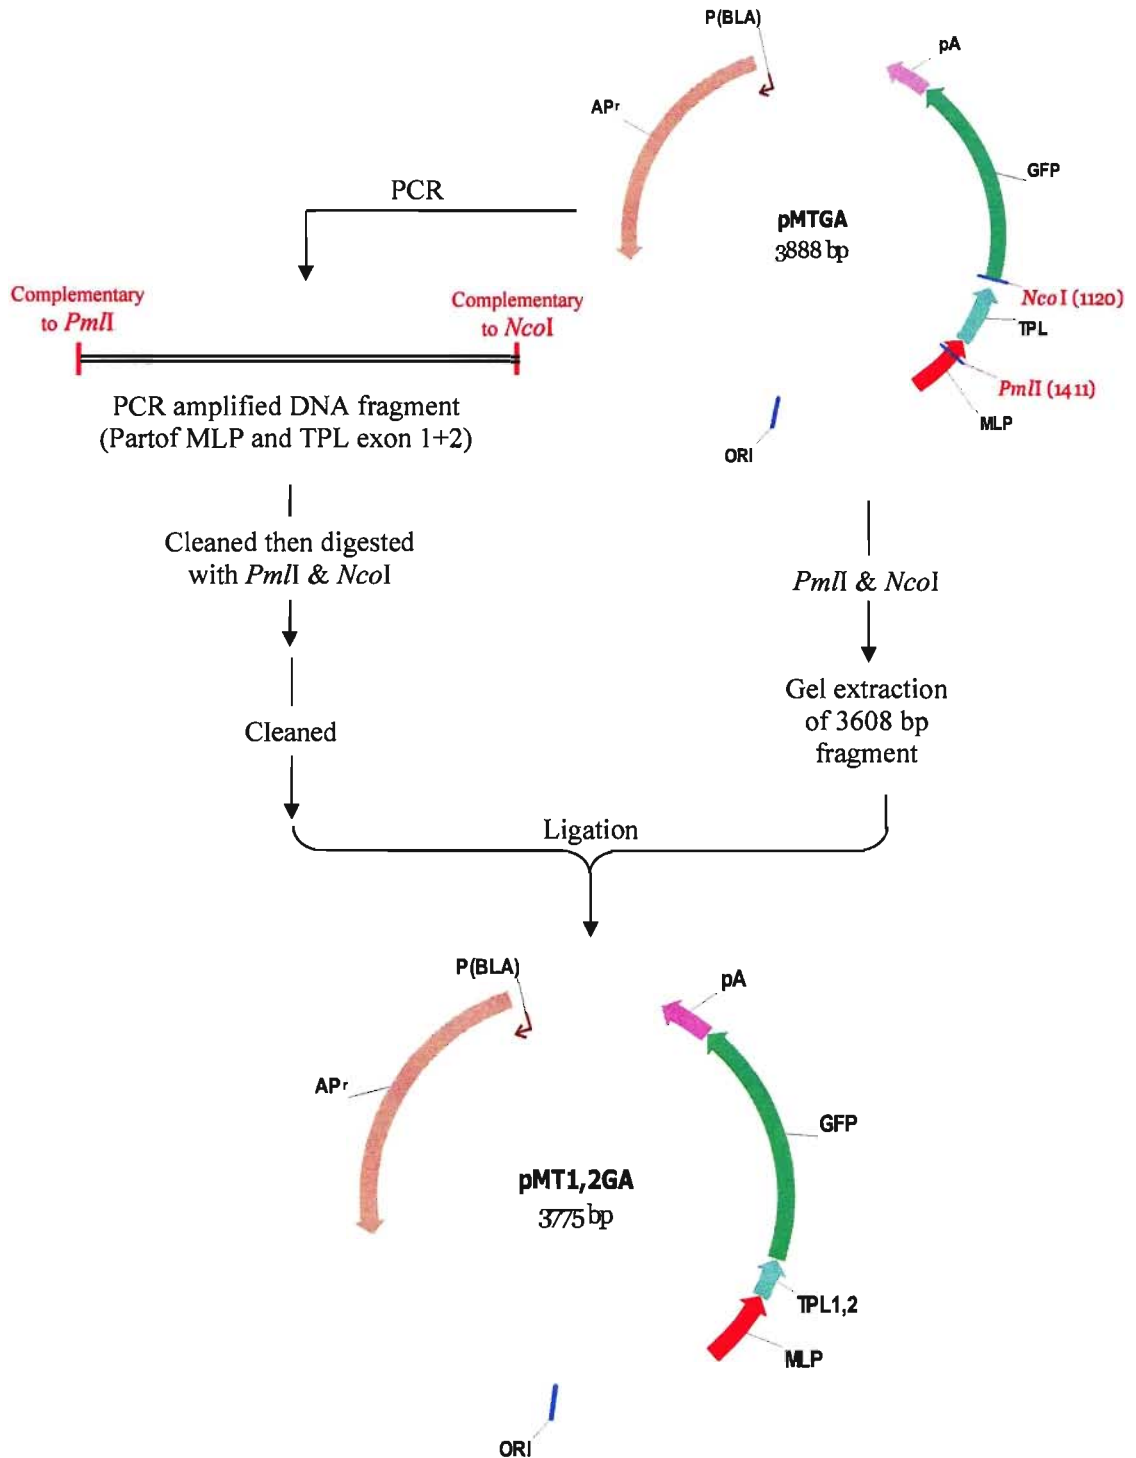 P(BLA)
pA
APr
GFP
PCR
pMTGA
3888 bp
Complementary
to PmlI
Complementary
to NcoI
NcoI (1120)
TPL
PmlI (1411)
MLP
ORI
PCR amplified DNA fragment
(Partof MLP and TPL exon 1+2)
Cleaned then digested
with PmlI & NcoI
PmlI & NcoI
Gel extraction
of 3608 bp
fragment
Cleaned
Ligation
P(BLA)
pA
APr
GFP
pMT1,2GA
3775 bp
TPL1,2
MLP
ORI